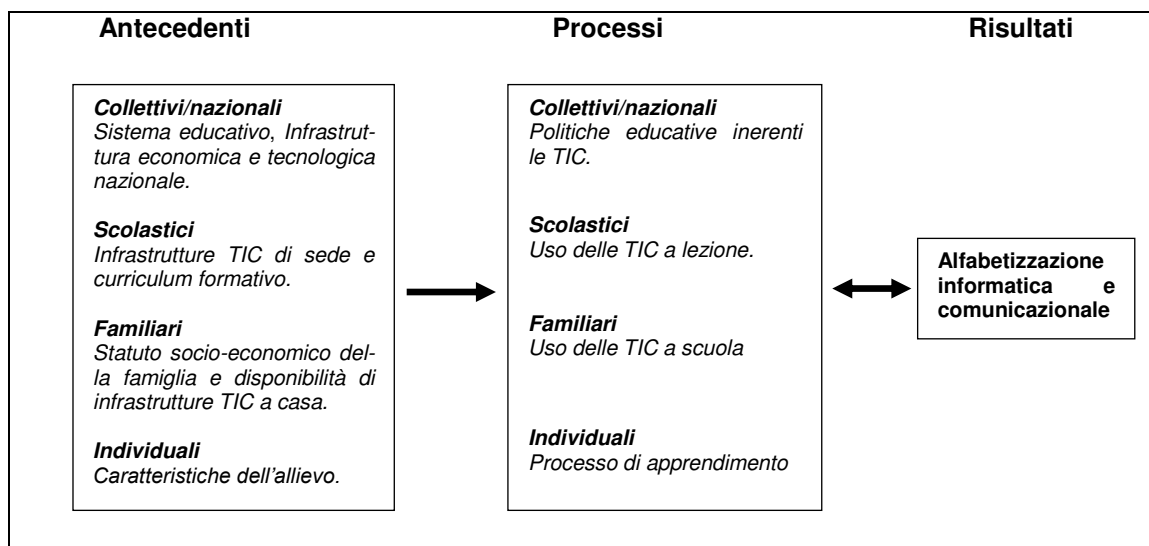 Antecedenti
Processi
Risultati
Collettivi/nazionali
Sistema educativo, Infrastrut-
tura economica e tecnologica
nazionale.
Scolastici
Infrastrutture TIC di sede e
curriculum formativo.
Familiari
Statuto socio-economico del-
la famiglia e disponibilità di
infrastrutture TIC a casa.
Individuali
Caratteristiche dell'allievo.
Collettivi/nazionali
Politiche educative inerenti
le TIC.
Scolastici
Uso delle TIC a lezione.
Familiari
Uso delle TIC a scuola
Individuali
Processo di apprendimento
Alfabetizzazione
informatica e
comunicazionale